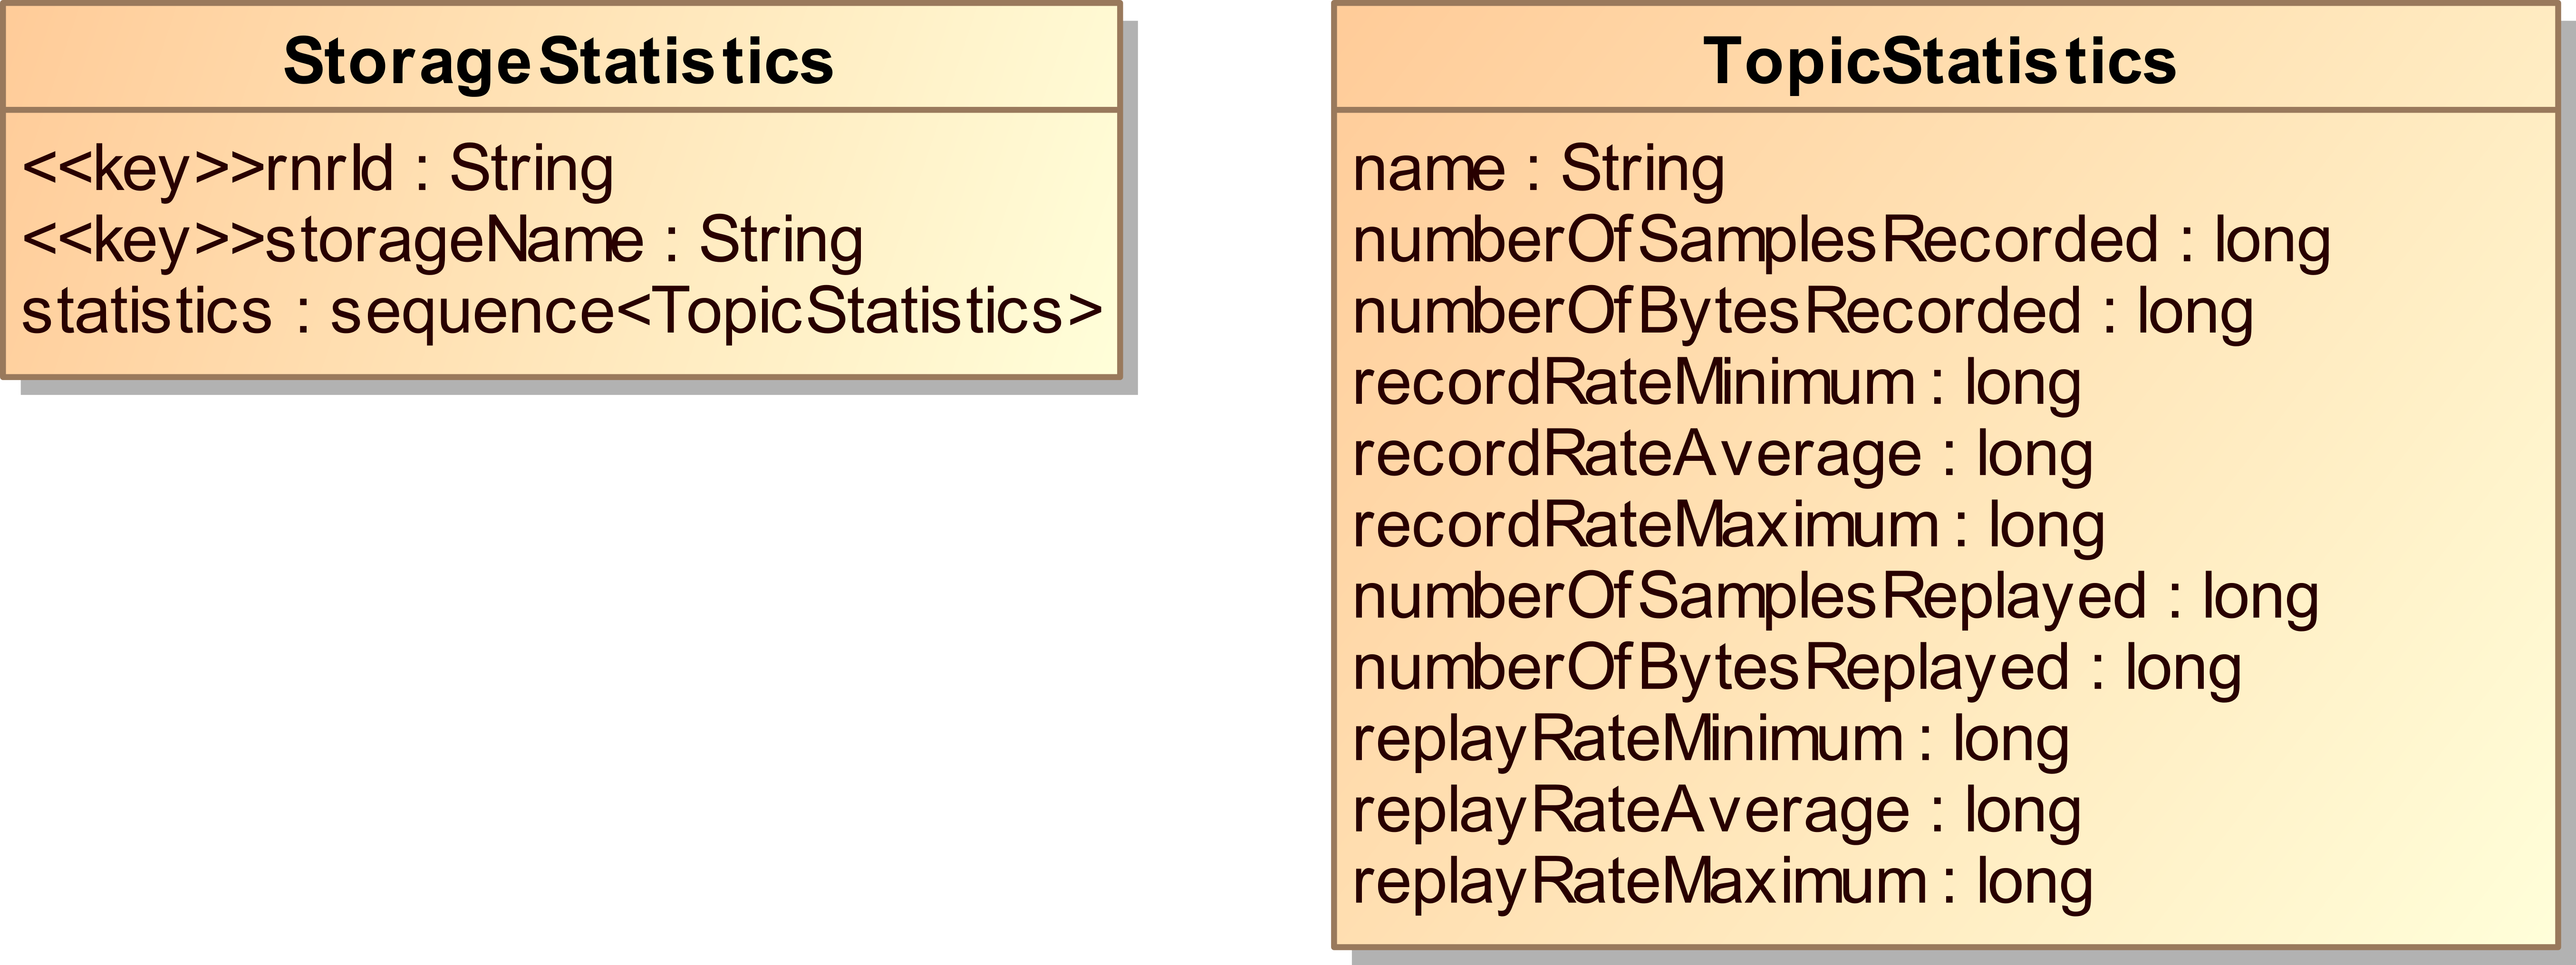 StorageStatistics
<<key>>rnrId : String
<<key>>storageName : String
statistics : sequence<TopicStatistics>
TopicStatistics
name : String
numberOfSamplesRecorded : long
numberOfBytesRecorded : long
recordRateMinimum : long
recordRateAverage : long
recordRateMaximum : long
numberOfSamplesReplayed : long
numberOfBytesReplayed : long
replayRateMinimum : long
replayRateAverage : long
replayRateMaximum : long